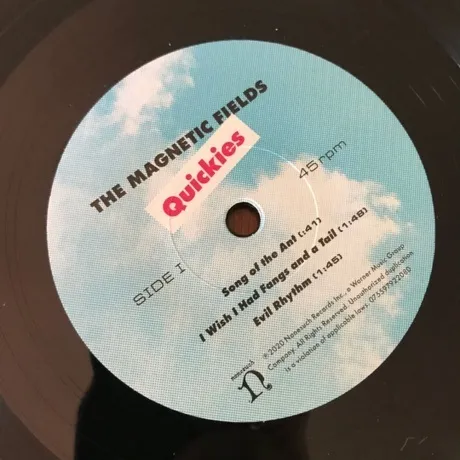 THE MAGNETIC FIELDS
Quickies
SIDE I
45 rpm
Song of the Ant (:41)
I Wish I Had Fangs and a Tail (1:48)
Evil Rhythm (1:45)
nonesuch
℗ 2020 Nonesuch Records Inc., a Warner Music Group
Company. All Rights Reserved. Unauthorized duplication
is a violation of applicable laws. 075597922080